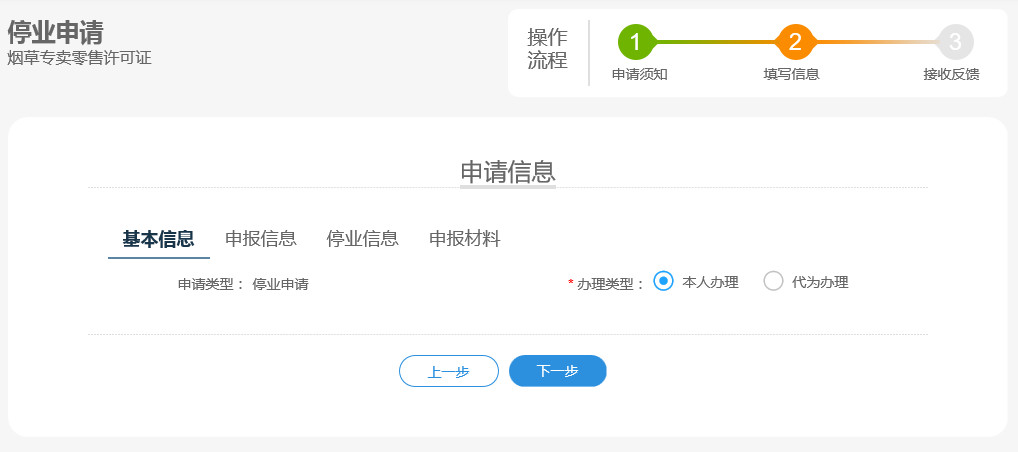 停业申请
烟草专卖零售许可证
操作
流程
1
2
3
申请须知
填写信息
接收反馈
申请信息
基本信息 申报信息 停业信息 申报材料
申请类型： 停业申请 *办理类型： 本人办理 代为办理
上一步 下一步